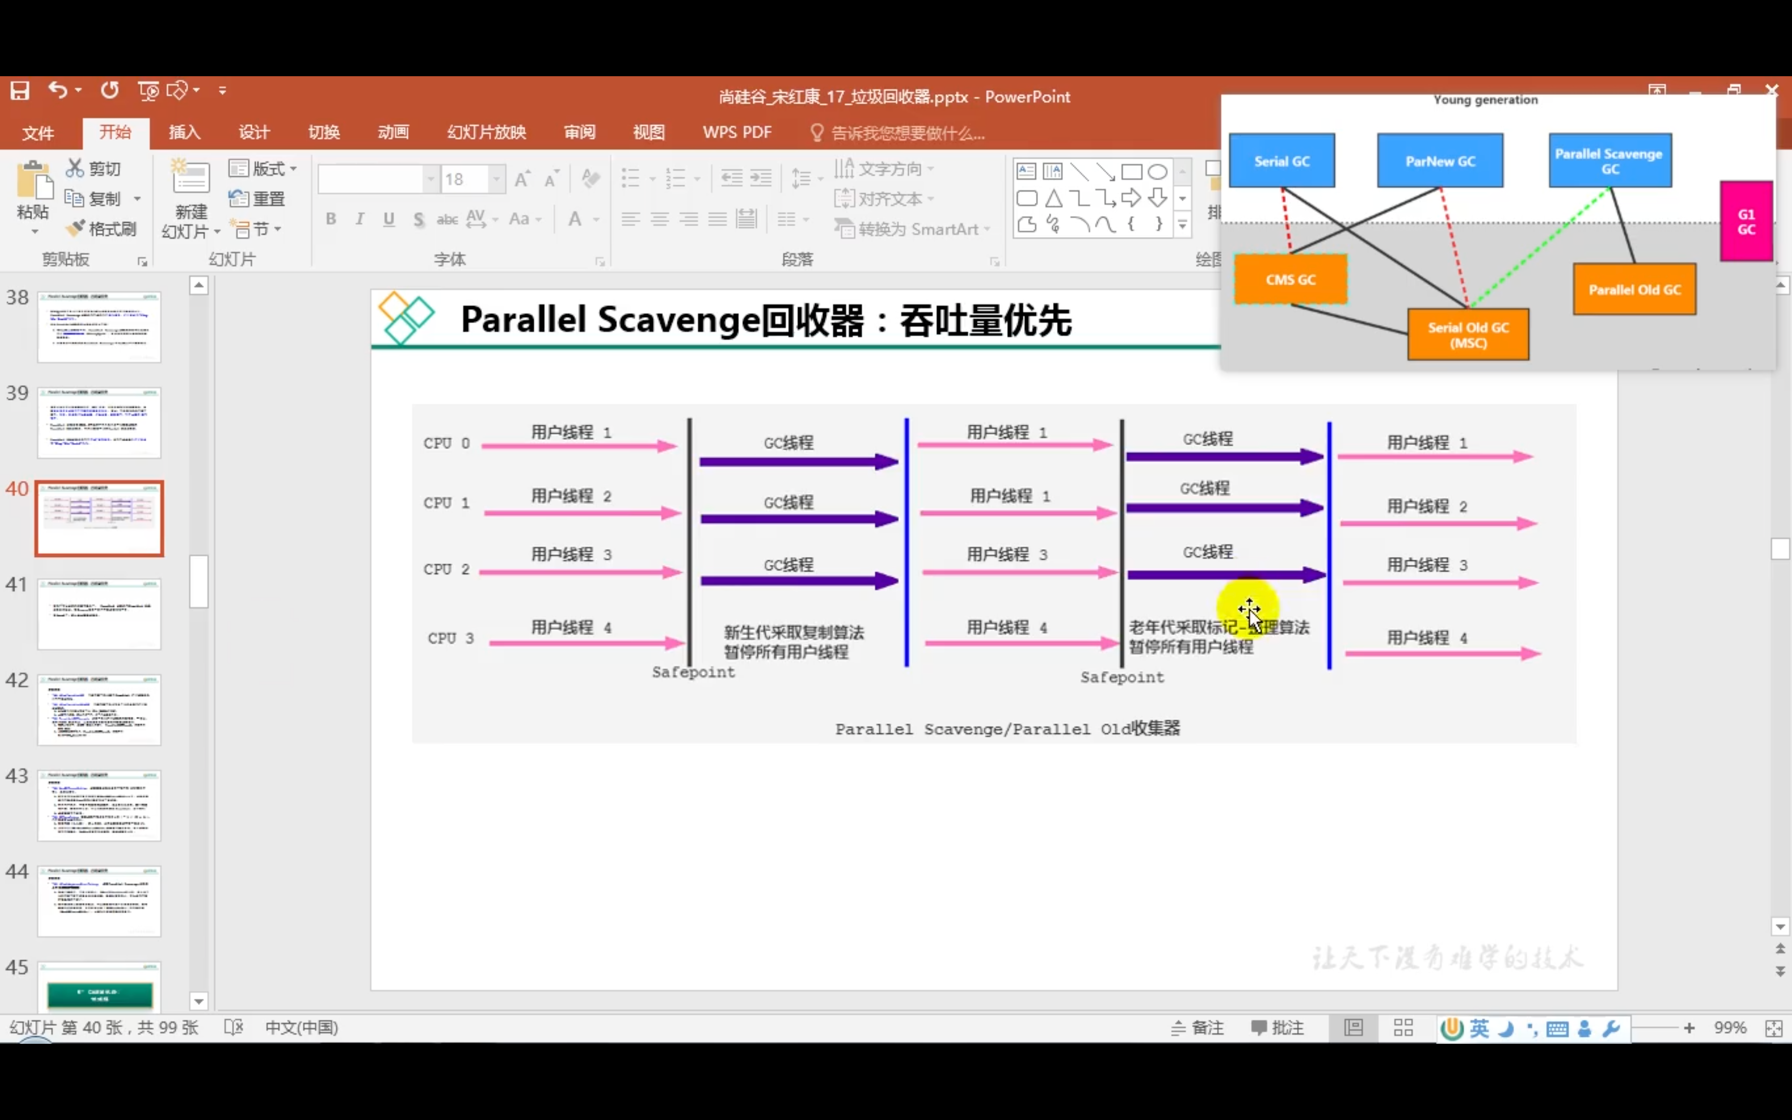 尚硅谷_宋红康_17_垃圾回收器.pptx - PowerPoint
文件 开始 插入 设计 切换 动画 幻灯片放映 审阅 视图 WPS PDF 告诉我您想要做什么...
粘贴
剪切
复制
格式刷
剪贴板
新建
幻灯片
版式
重置
节
幻灯片
18
B I U S abc AV Aa A
字体
文字方向
对齐文本
转换为 SmartArt
段落
Young generation
Serial GC
ParNew GC
Parallel Scavenge
GC
G1
GC
CMS GC
Parallel Old GC
Serial Old GC
(MSC)
38
39
40
41
42
43
44
45
Parallel Scavenge回收器：吞吐量优先
CPU 0 用户线程 1 GC线程 用户线程 1 GC线程 用户线程 1
CPU 1 用户线程 2 GC线程 用户线程 1 GC线程 用户线程 2
CPU 2 用户线程 3 GC线程 用户线程 3 GC线程 用户线程 3
CPU 3 用户线程 4 用户线程 4 用户线程 4
新生代采取复制算法
暂停所有用户线程
老年代采取标记-整理算法
暂停所有用户线程
Safepoint
Safepoint
Parallel Scavenge/Parallel Old收集器
让天下没有难学的技术
幻灯片 第 40 张，共 99 张 中文(中国) 备注 批注 英 99%